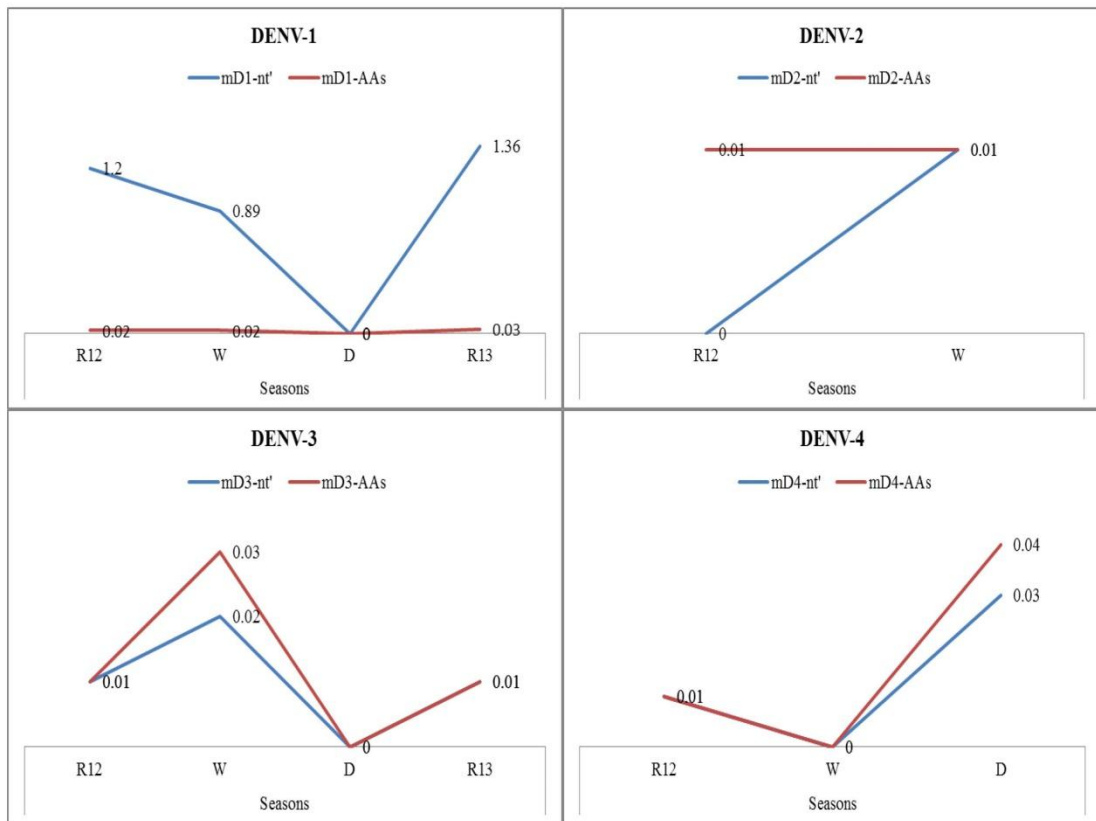 DENV-1
mD1-nt' mD1-AAs
1.36
1.2
0.89
0.02 0.02 0 0.03
R12 W D R13
Seasons
DENV-2
mD2-nt' mD2-AAs
0.01 0.01
0
R12 W
Seasons
DENV-3
mD3-nt' mD3-AAs
0.03
0.02
0.01 0.01
0
R12 W D R13
Seasons
DENV-4
mD4-nt' mD4-AAs
0.04
0.03
0.01
0
R12 W D
Seasons